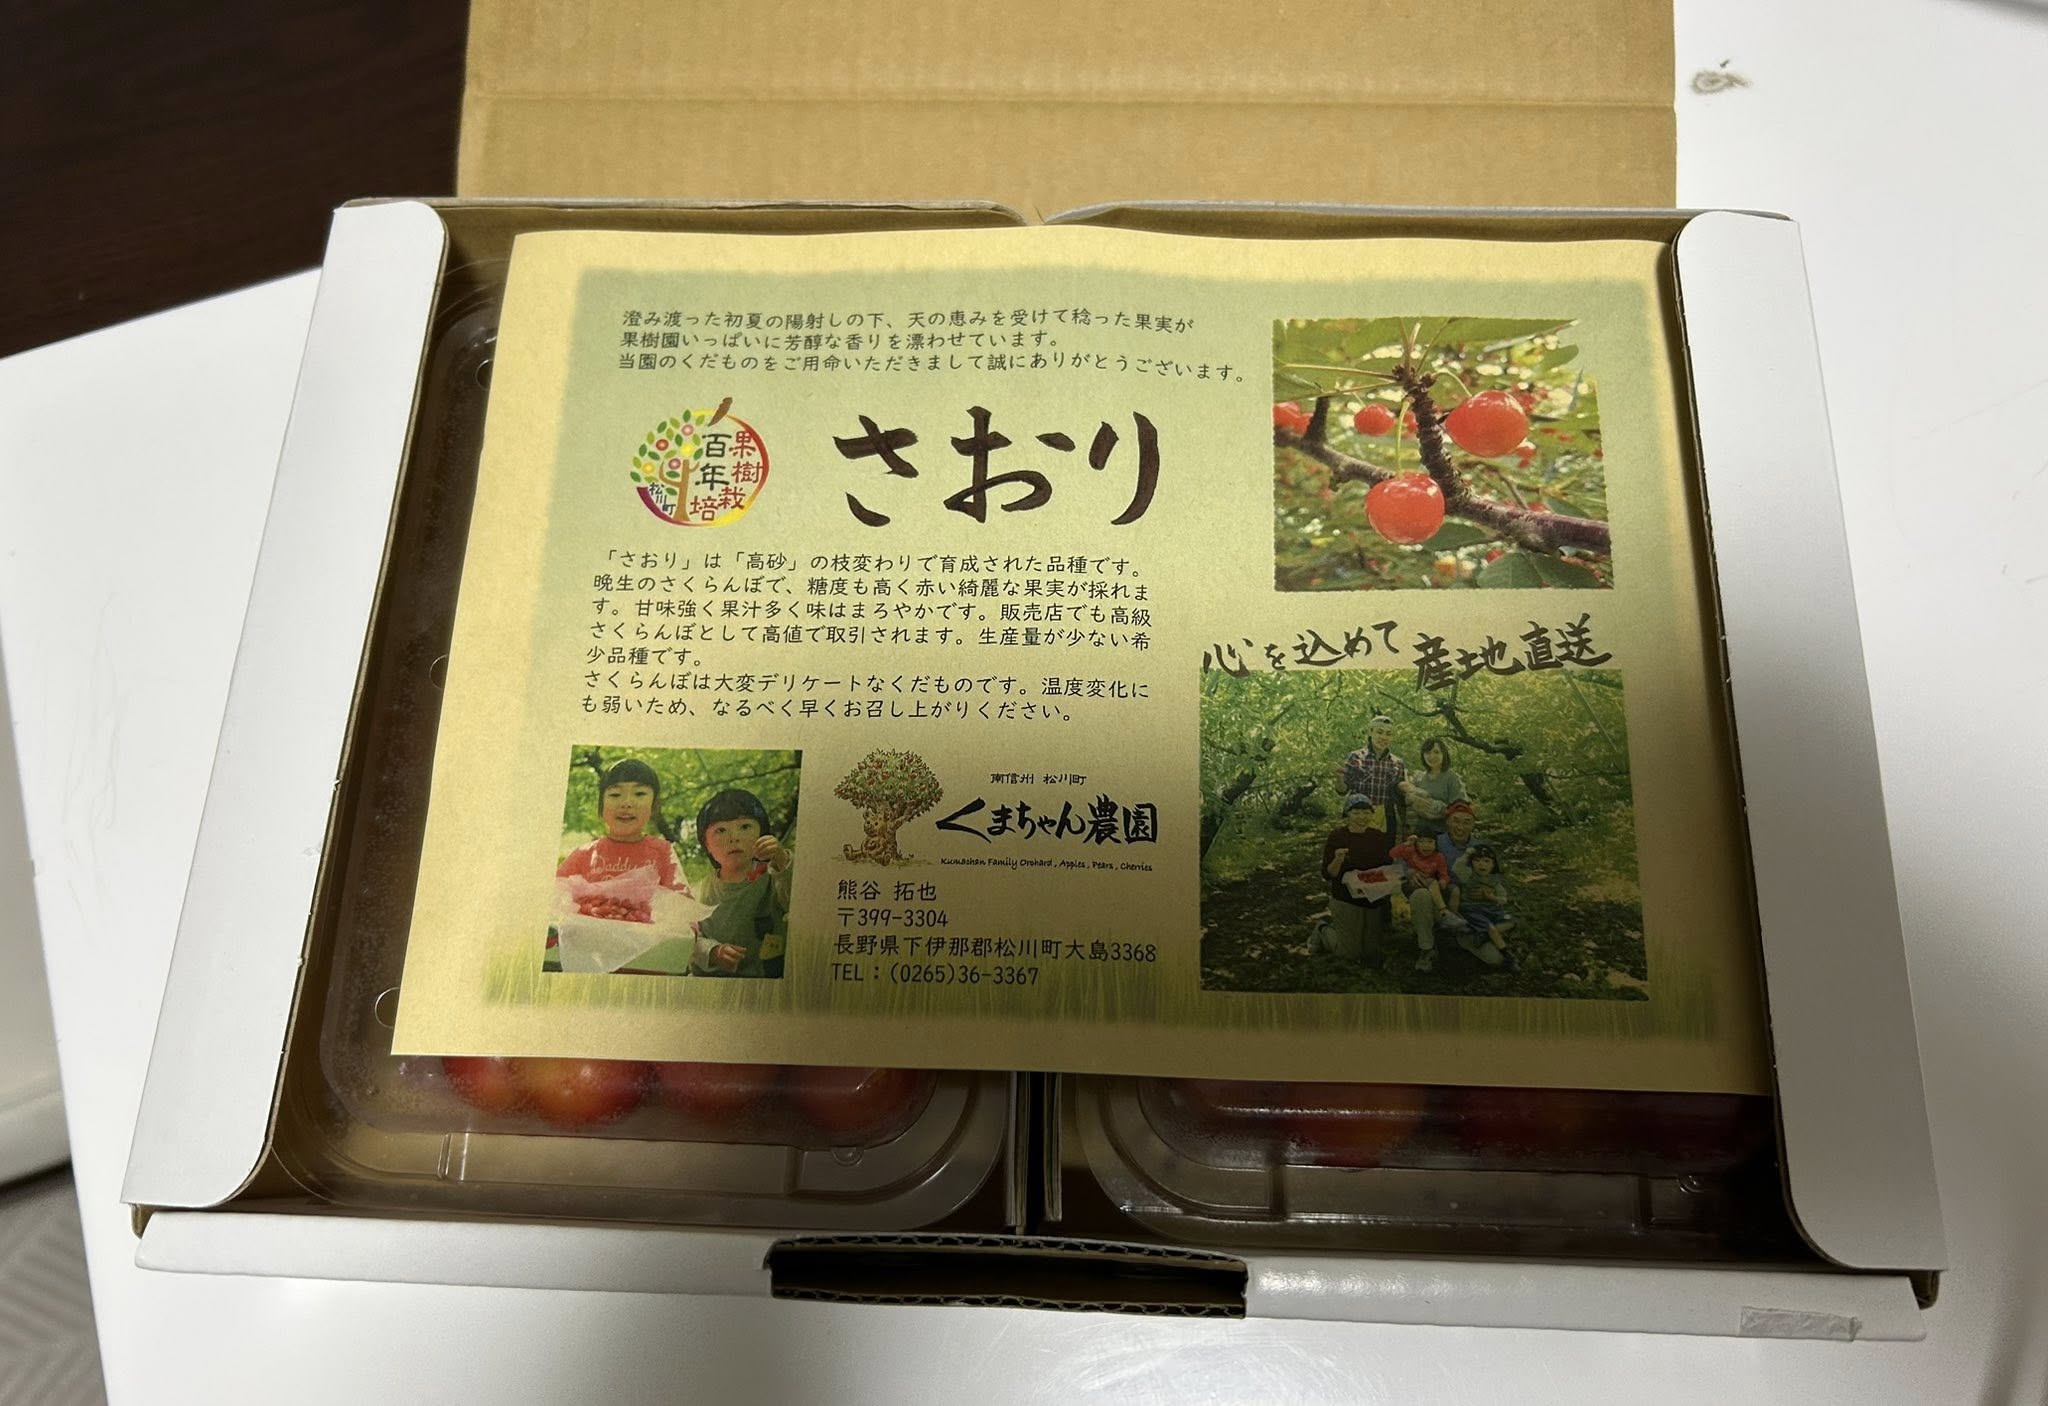 澄み渡った初夏の陽射しの下、天の恵みを受けて稔った果実が
果樹園いっぱいに芳醇な香りを漂わせています。
当園のくだものをご用命いただきまして誠にありがとうございます。
果樹栽培
百年
松川町
さおり
「さおり」は「高砂」の枝変わりで育成された品種です。
晩生のさくらんぼで、糖度も高く赤い綺麗な果実が採れま
す。甘味強く果汁多く味はまろやかです。販売店でも高級
さくらんぼとして高値で取引されます。生産量が少ない希
少品種です。
さくらんぼは大変デリケートなくだものです。温度変化に
も弱いため、なるべく早くお召し上がりください。
心を込めて産地直送
Daddy
南信州 松川町
くまちゃん農園
Kumachan Family Orchard , Apples , Pears , Cherries
熊谷 拓也
〒399-3304
長野県下伊那郡松川町大島3368
TEL：(0265)36-3367